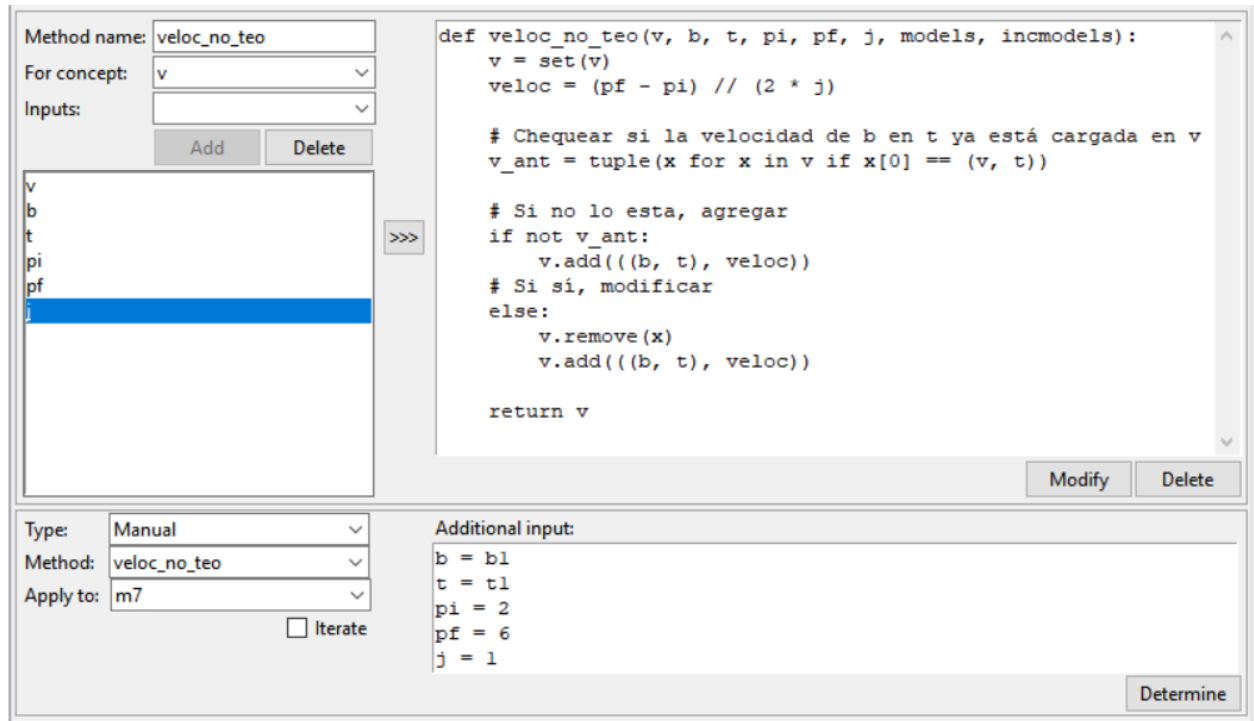 Method name: veloc_no_teo
For concept: v
Inputs:
Add Delete
v
b
t
pi
pf
j
>>>
def veloc_no_teo(v, b, t, pi, pf, j, models, incmodels):
    v = set(v)
    veloc = (pf - pi) // (2 * j)
    # Chequear si la velocidad de b en t ya está cargada en v
    v_ant = tuple(x for x in v if x[0] == (v, t))
    # Si no lo esta, agregar
    if not v_ant:
        v.add(((b, t), veloc))
    # Si sí, modificar
    else:
        v.remove(x)
        v.add(((b, t), veloc))
    return v
Modify Delete
Type: Manual
Method: veloc_no_teo
Apply to: m7
Iterate
Additional input:
b = b1
t = t1
pi = 2
pf = 6
j = 1
Determine